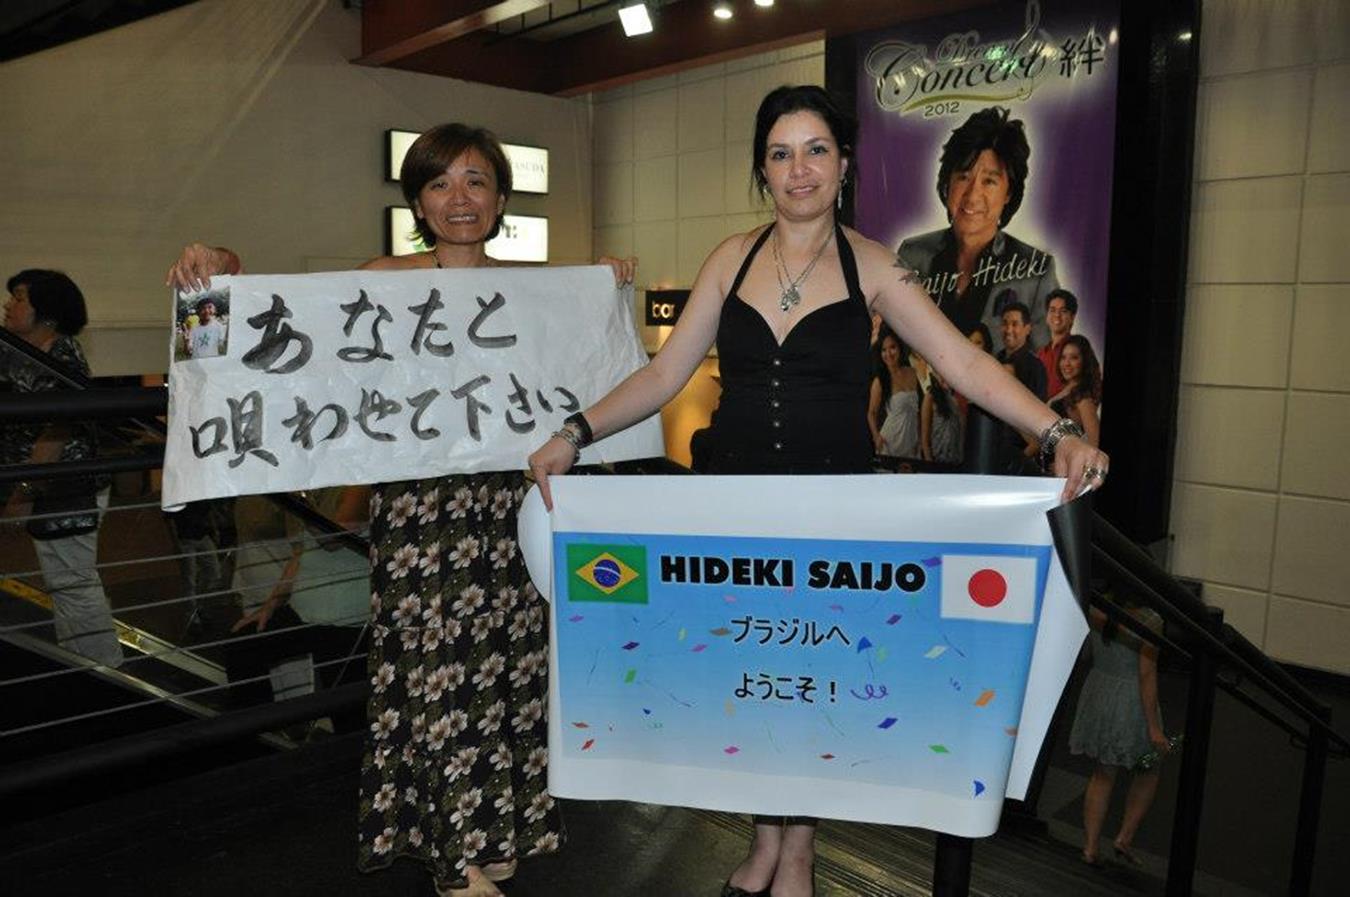 Dream
Concert 絆
2012
Saijo Hideki
bar
あなたと
唄わせて下さい
HIDEKI SAIJO
ブラジルへ
ようこそ！